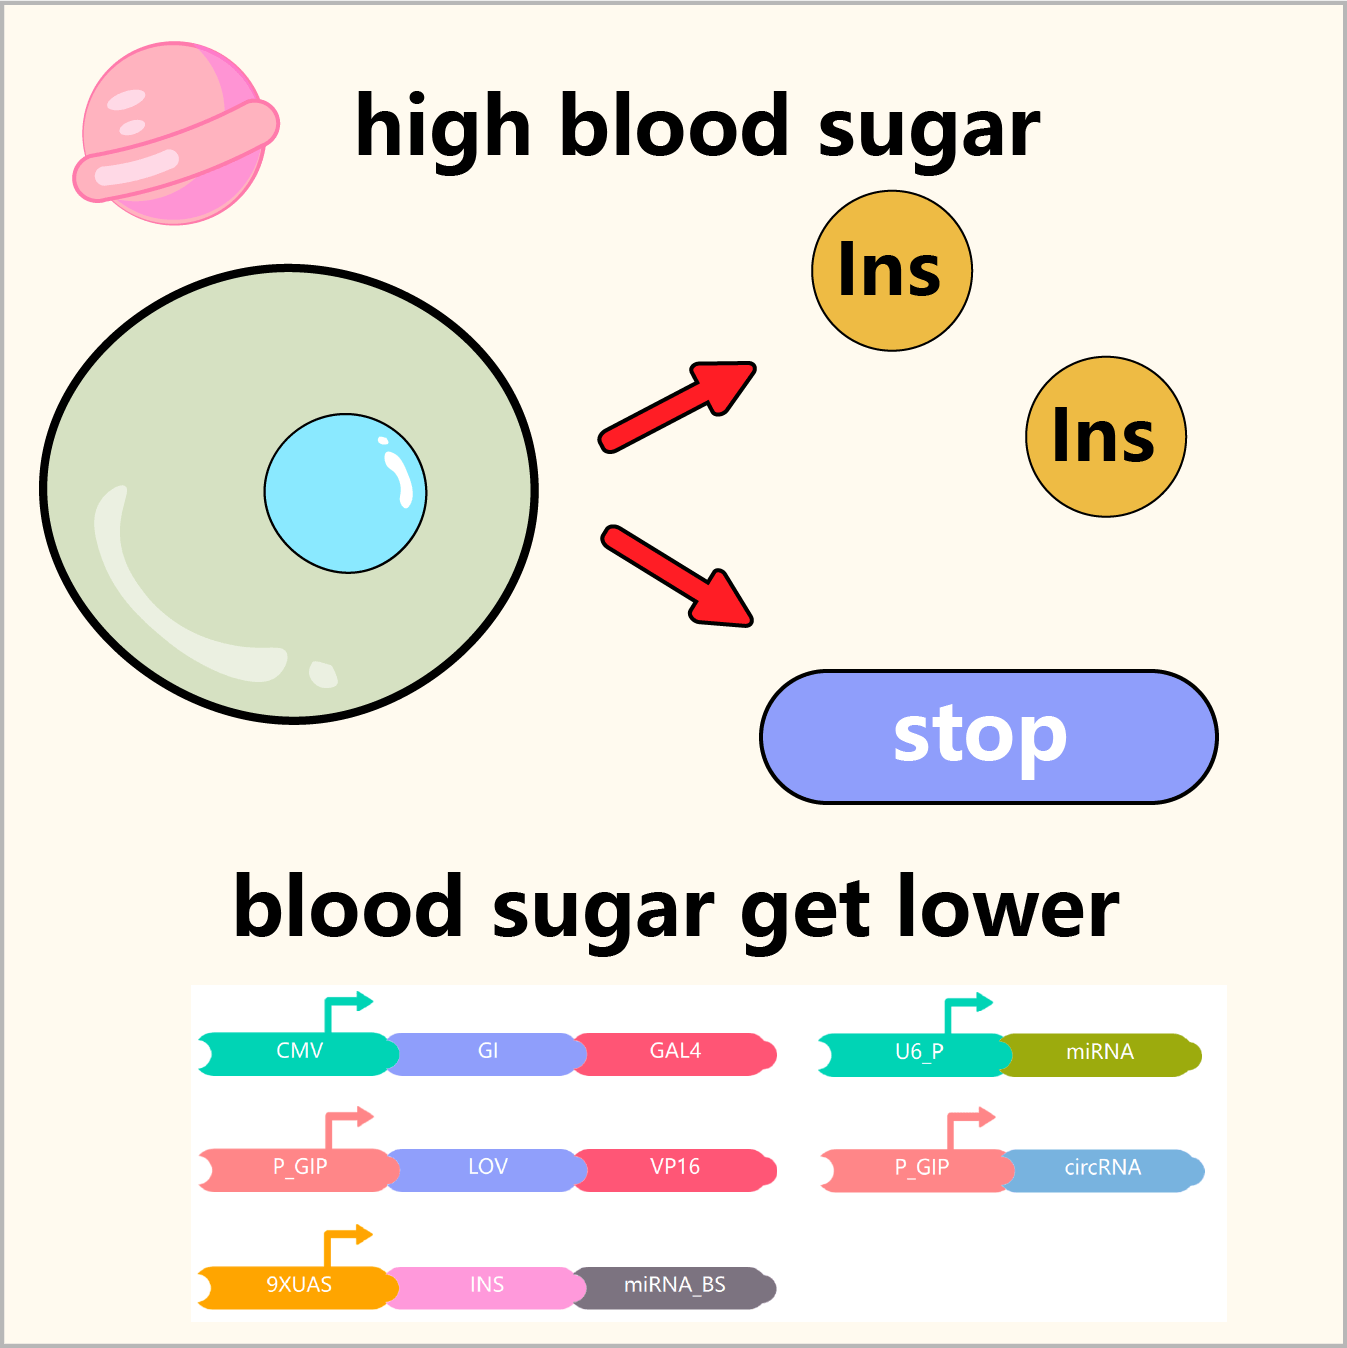 high blood sugar
Ins
Ins
stop
blood sugar get lower
CMV GI GAL4
U6_P miRNA
P_GIP LOV VP16
P_GIP circRNA
9XUAS INS miRNA_BS